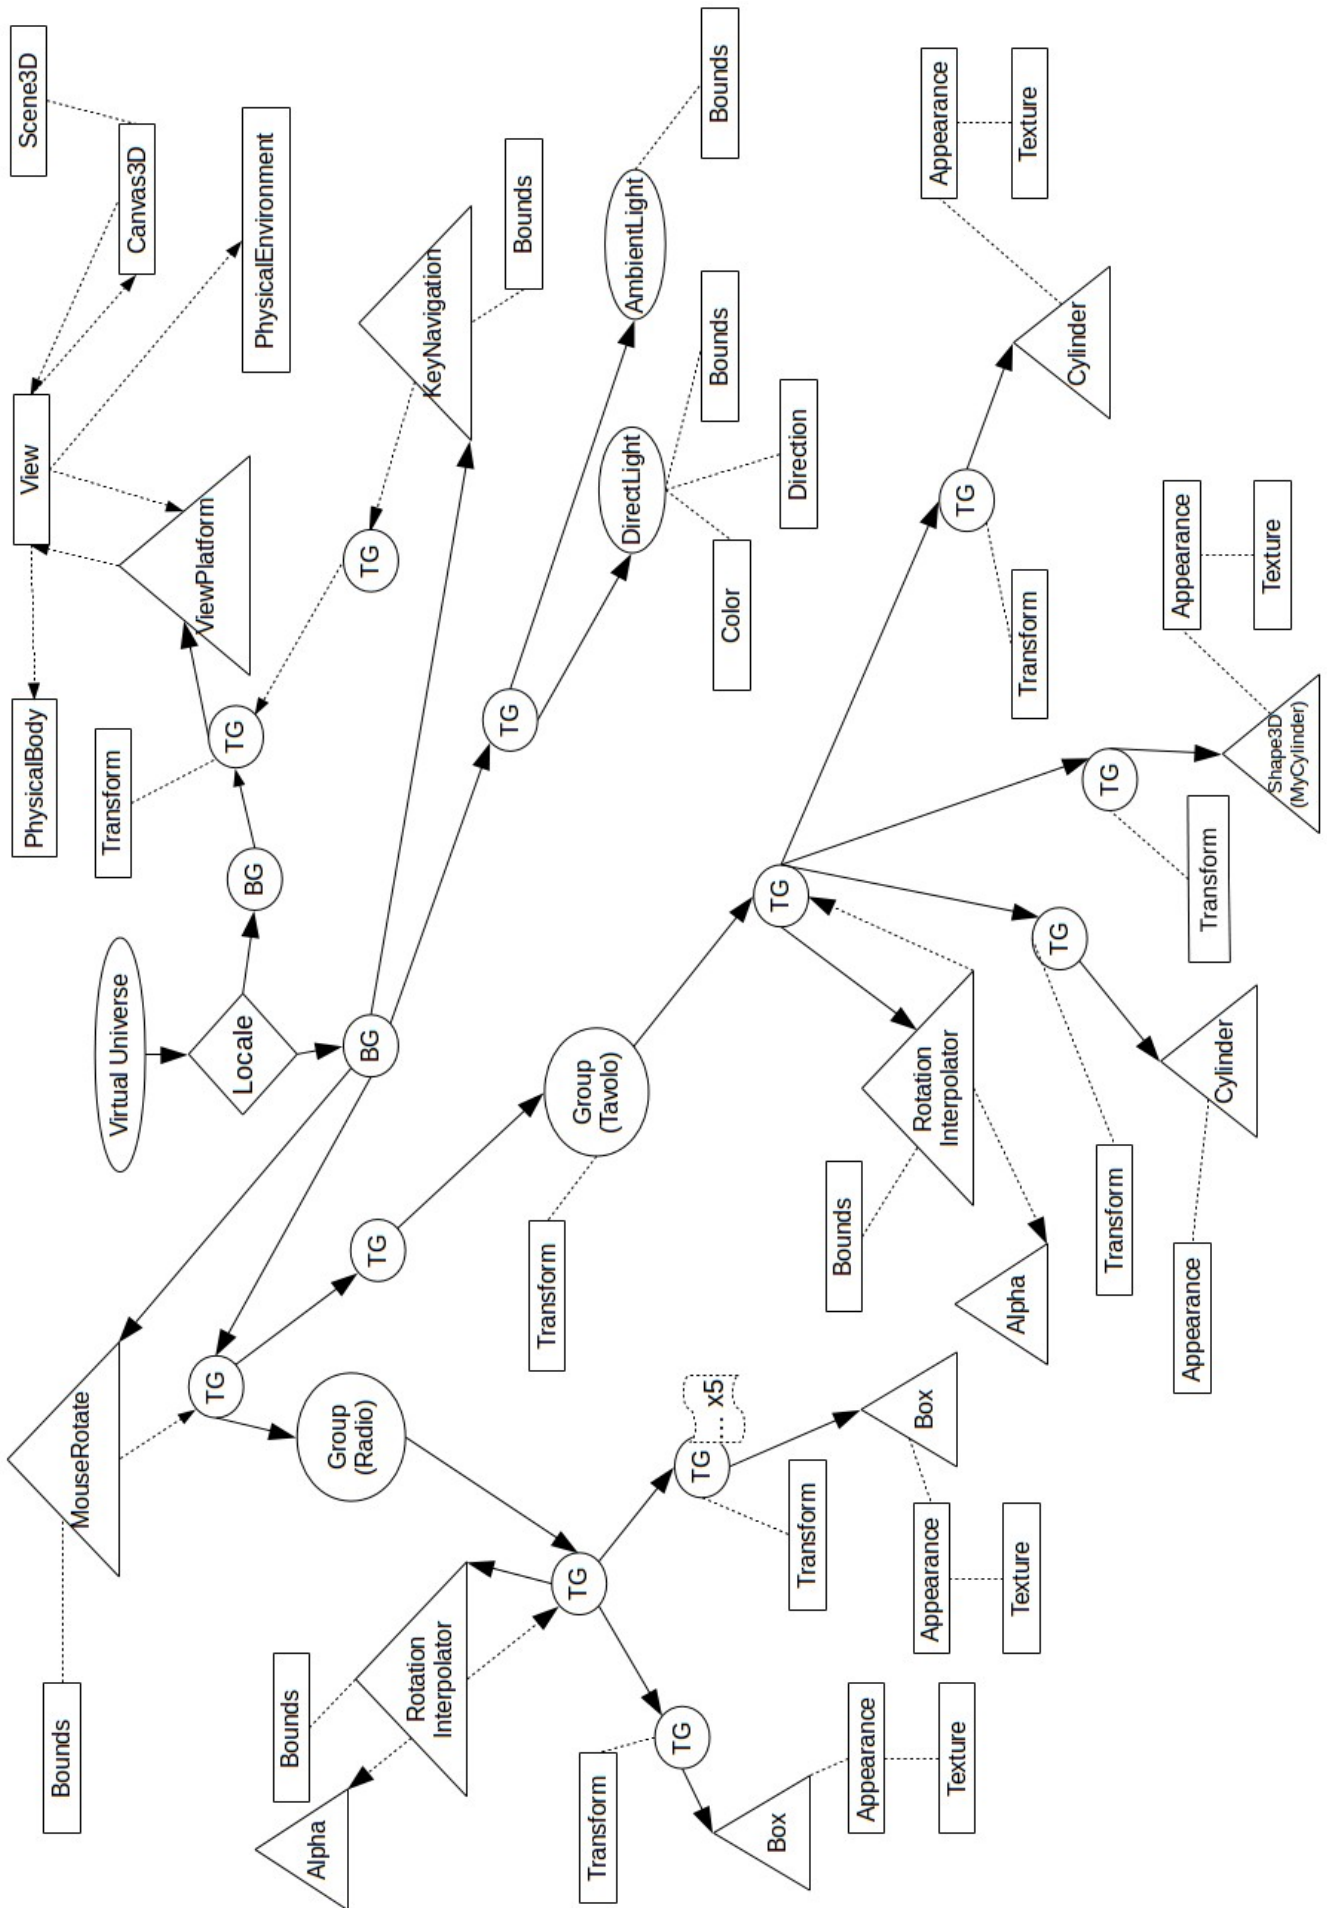 PhysicalBody
View
Scene3D
Bounds
MouseRotate
Virtual Universe
Transform
Canvas3D
TG
Locale
TG
ViewPlatform
BG
PhysicalEnvironment
Bounds
Alpha
Group
(Radio)
TG
BG
TG
KeyNavigation
Rotation
Interpolator
TG
Bounds
Transform
Group
(Tavolo)
TG
Transform
DirectLight
AmbientLight
TG
TG
... x5
Color
Bounds
Bounds
Box
Transform
TG
Direction
Bounds
Appearance
Box
Rotation
Interpolator
Appearance
Appearance
Texture
Texture
Alpha
TG
TG
Transform
Cylinder
Texture
Transform
TG
Appearance
Cylinder
Transform
Appearance
Shape3D
(MyCylinder)
Texture